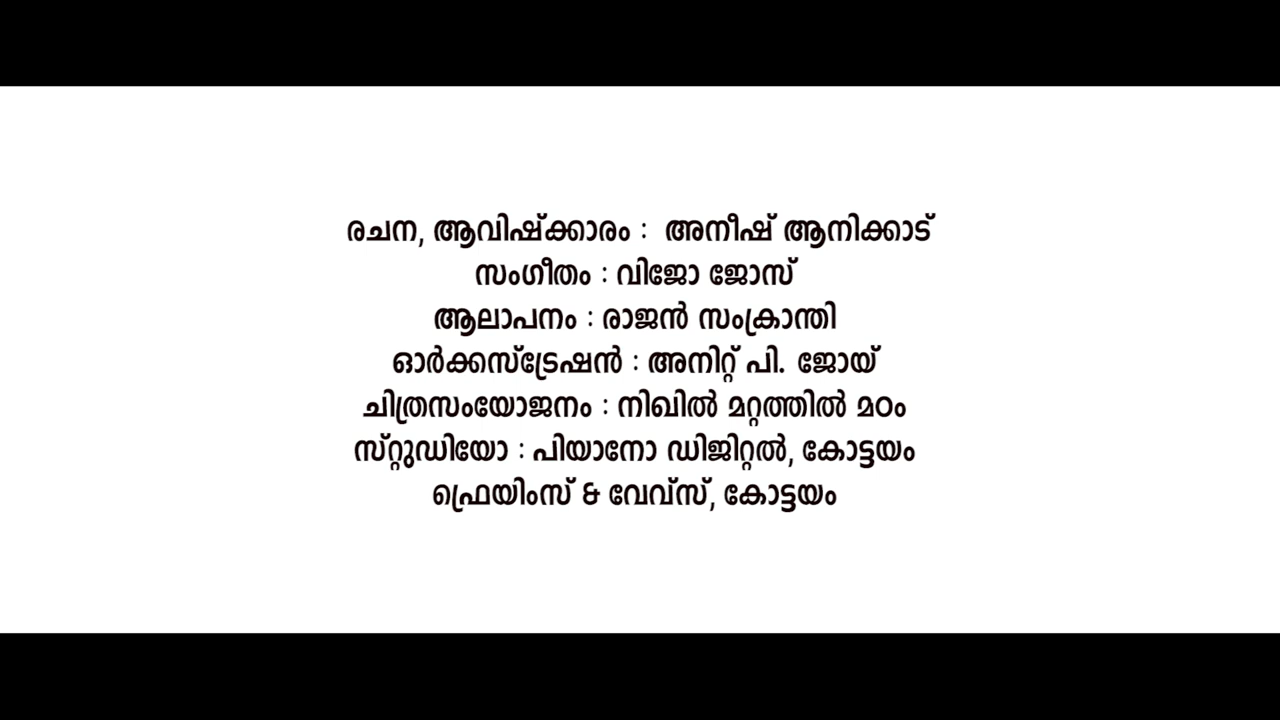 രചന, ആവിഷ്ക്കാരം : അനീഷ് ആനിക്കാട്
സംഗീതം : വിജോ ജോസ്
ആലാപനം : രാജൻ സംക്രാന്തി
ഓർക്കസ്ട്രേഷൻ : അനിറ്റ് പി. ജോയ്
ചിത്രസംയോജനം : നിഖിൽ മറ്റത്തിൽ മഠം
സ്റ്റുഡിയോ : പിയാനോ ഡിജിറ്റൽ, കോട്ടയം
ഫ്രെയിംസ് & വേവ്സ്, കോട്ടയം